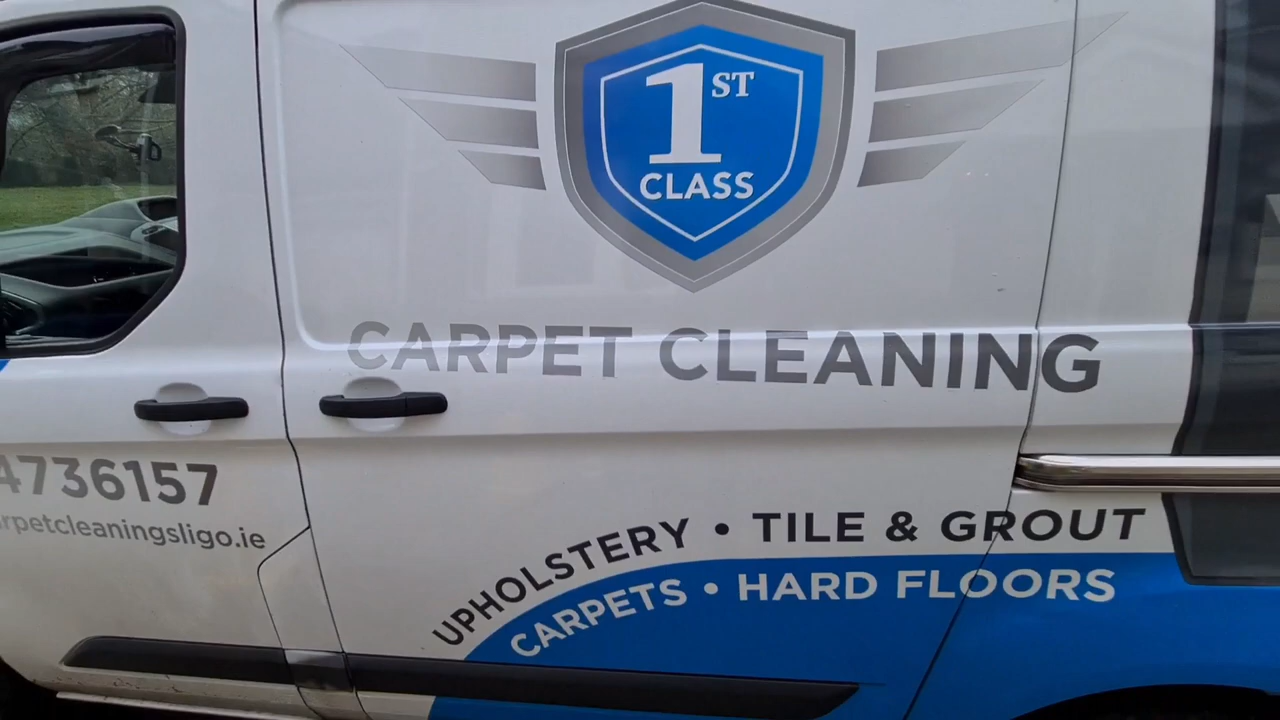 1ST
CLASS
CARPET CLEANING
4736157
rpetcleaningsligo.ie
UPHOLSTERY • TILE & GROUT
CARPETS • HARD FLOORS